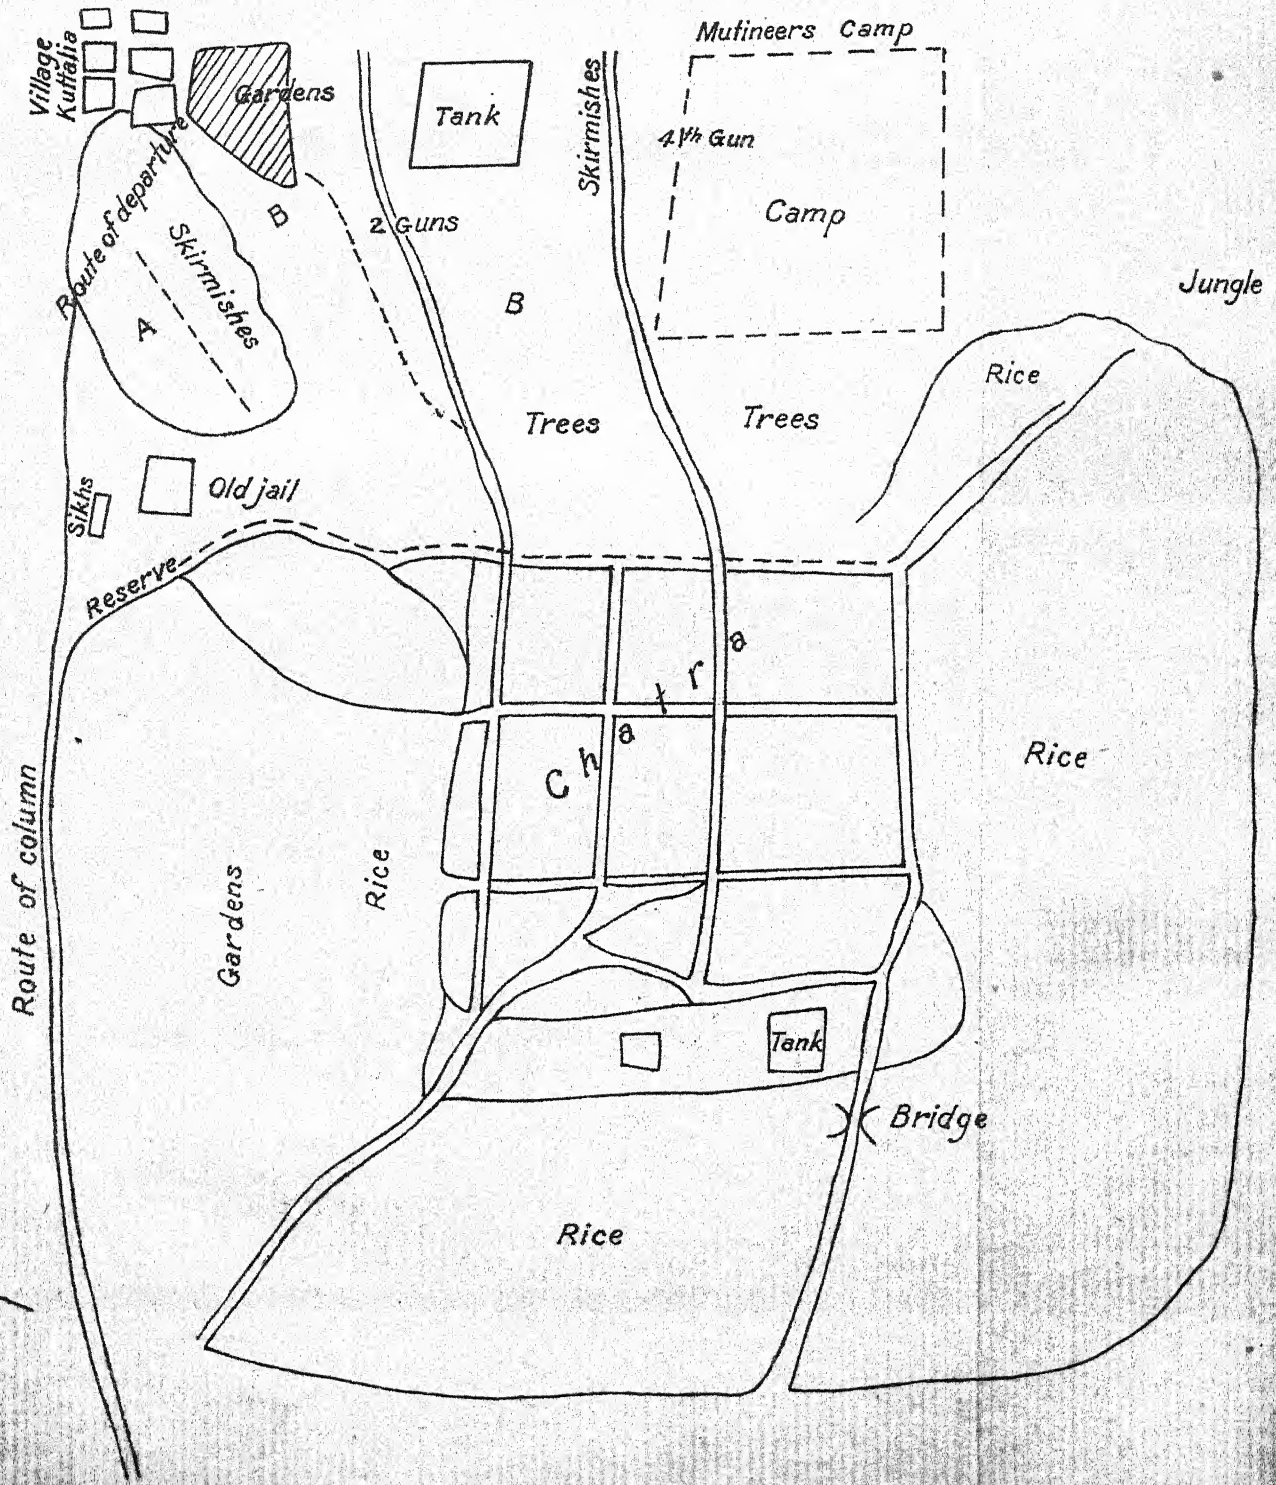 Mutineers Camp
Village
Kuttalia
Gardens
Tank
Skirmishes
4th Gun
Camp
Route of departure
Skirmishes
B
2 Guns
B
A
Jungle
Rice
Trees
Trees
Sikhs
Old jail
Reserve
Chatra
Rice
Route of column
Gardens
Rice
Tank
Bridge
Rice